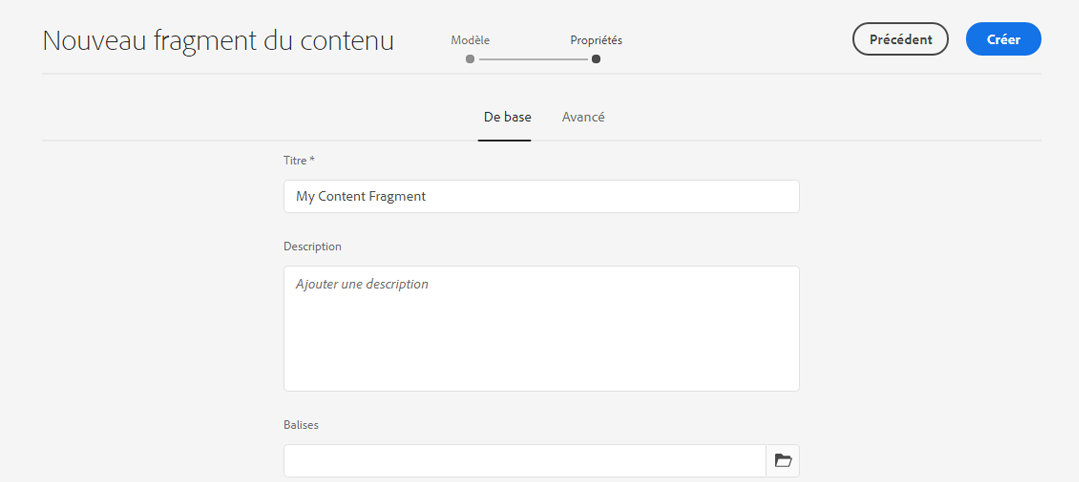 Nouveau fragment du contenu
Modèle
Propriétés
Précédent
Créer
De base
Avancé
Titre *
My Content Fragment
Description
Ajouter une description
Balises